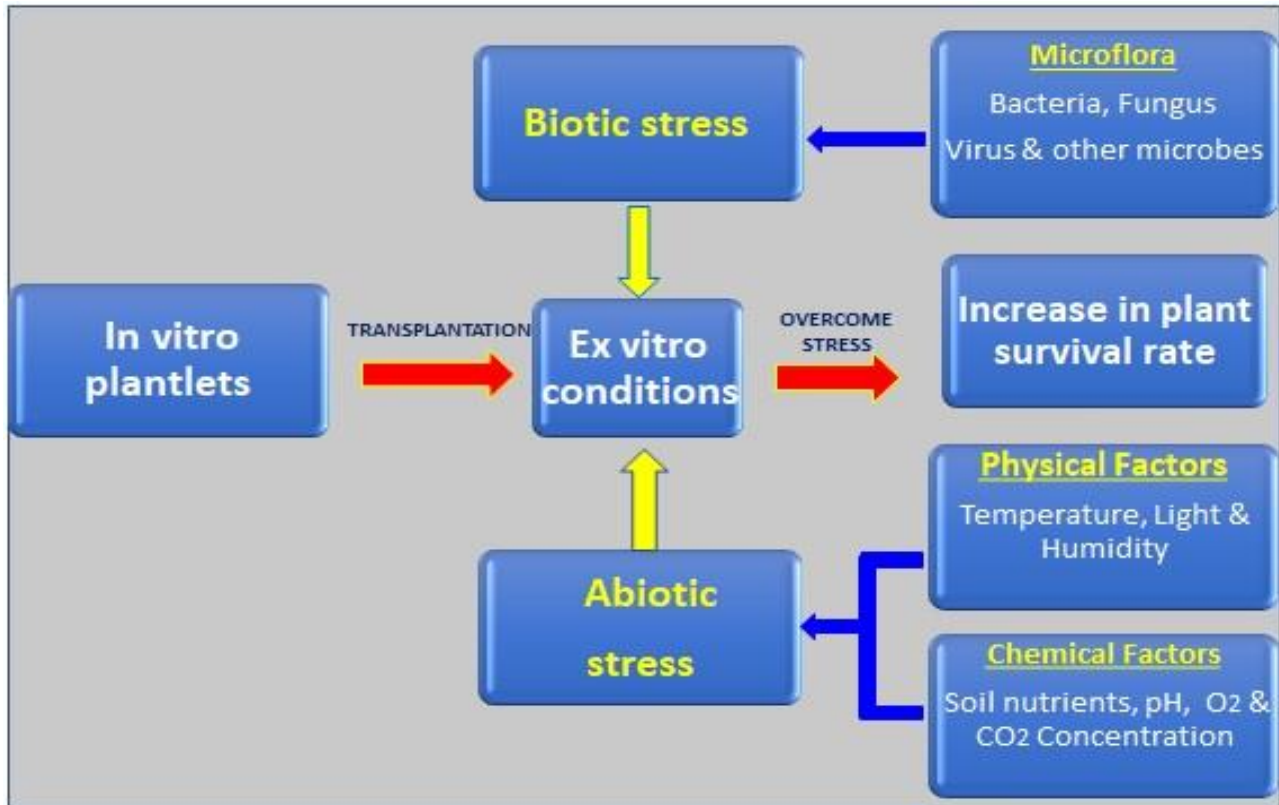 Biotic stress
Microflora
Bacteria, Fungus
Virus & other microbes
In vitro
plantlets
TRANSPLANTATION
Ex vitro
conditions
OVERCOME
STRESS
Increase in plant
survival rate
Abiotic
stress
Physical Factors
Temperature, Light &
Humidity
Chemical Factors
Soil nutrients, pH, O2 &
CO2 Concentration